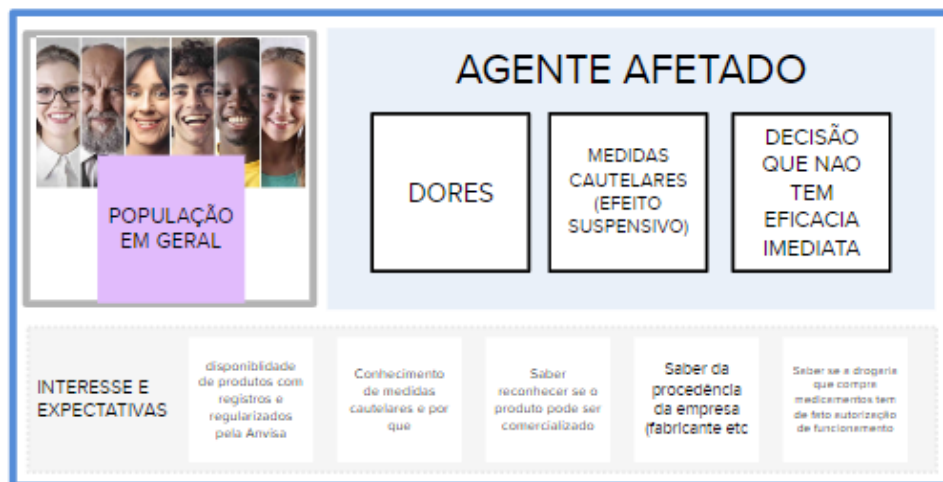 AGENTE AFETADO
POPULAÇÃO
EM GERAL
DORES
MEDIDAS
CAUTELARES
(EFEITO
SUSPENSIVO)
DECISÃO
QUE NAO
TEM
EFICACIA
IMEDIATA
INTERESSE E
EXPECTATIVAS
disponiblidade
de produtos com
registros e
regularizados
pela Anvisa
Conhecimento
de medidas
cautelares e por
que
Saber
reconhecer se o
produto pode ser
comercializado
Saber da
procedência
da empresa
(fabricante etc
Saber se a drogaria
que compra
medicamentos tem
de fato autorização
de funcionamento